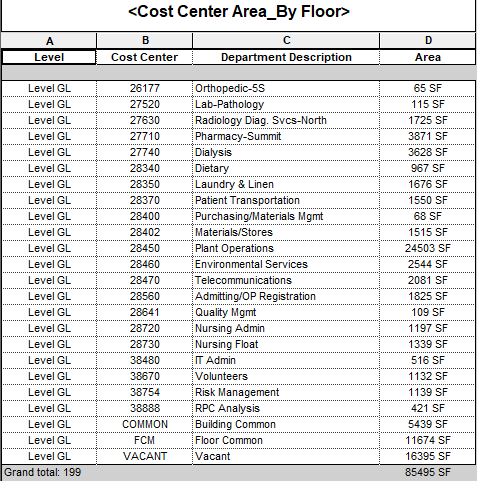 <Cost Center Area_By Floor>
A B C D
Level Cost Center Department Description Area
Level GL 26177 Orthopedic-5S 65 SF
Level GL 27520 Lab-Pathology 115 SF
Level GL 27630 Radiology Diag. Svcs-North 1725 SF
Level GL 27710 Pharmacy-Summit 3871 SF
Level GL 27740 Dialysis 3628 SF
Level GL 28340 Dietary 967 SF
Level GL 28350 Laundry & Linen 1676 SF
Level GL 28370 Patient Transportation 1550 SF
Level GL 28400 Purchasing/Materials Mgmt 68 SF
Level GL 28402 Materials/Stores 1515 SF
Level GL 28450 Plant Operations 24503 SF
Level GL 28460 Environmental Services 2544 SF
Level GL 28470 Telecommunications 2081 SF
Level GL 28560 Admitting/OP Registration 1825 SF
Level GL 28641 Quality Mgmt 109 SF
Level GL 28720 Nursing Admin 1197 SF
Level GL 28730 Nursing Float 1339 SF
Level GL 38480 IT Admin 516 SF
Level GL 38670 Volunteers 1132 SF
Level GL 38754 Risk Management 1139 SF
Level GL 38888 RPC Analysis 421 SF
Level GL COMMON Building Common 5439 SF
Level GL FCM Floor Common 11674 SF
Level GL VACANT Vacant 16395 SF
Grand total: 199 85495 SF